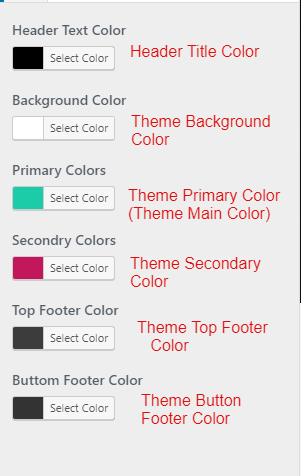 Header Text Color
Select Color
Header Title Color
Background Color
Select Color
Theme Background
Color
Primary Colors
Select Color
Theme Primary Color
(Theme Main Color)
Secondry Colors
Select Color
Theme Secondary
Color
Top Footer Color
Select Color
Theme Top Footer
Color
Buttom Footer Color
Select Color
Theme Button
Footer Color